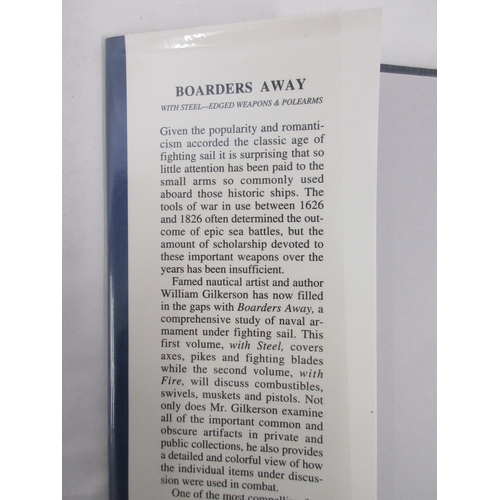 BOARDERS AWAY
WITH STEEL—EDGED WEAPONS & POLEARMS
Given the popularity and romanti-
cism accorded the classic age of
fighting sail it is surprising that so
little attention has been paid to the
small arms so commonly used
aboard those historic ships. The
tools of war in use between 1626
and 1826 often determined the out-
come of epic sea battles, but the
amount of scholarship devoted to
these important weapons over the
years has been insufficient.
Famed nautical artist and author
William Gilkerson has now filled
in the gaps with Boarders Away, a
comprehensive study of naval ar-
mament under fighting sail. This
first volume, with Steel, covers
axes, pikes and fighting blades
while the second volume, with
Fire, will discuss combustibles,
swivels, muskets and pistols. Not
only does Mr. Gilkerson examine
all of the important common and
obscure artifacts in private and
public collections, he also provides
a detailed and colorful view of how
the individual items under discus-
sion were used in combat.
One of the most